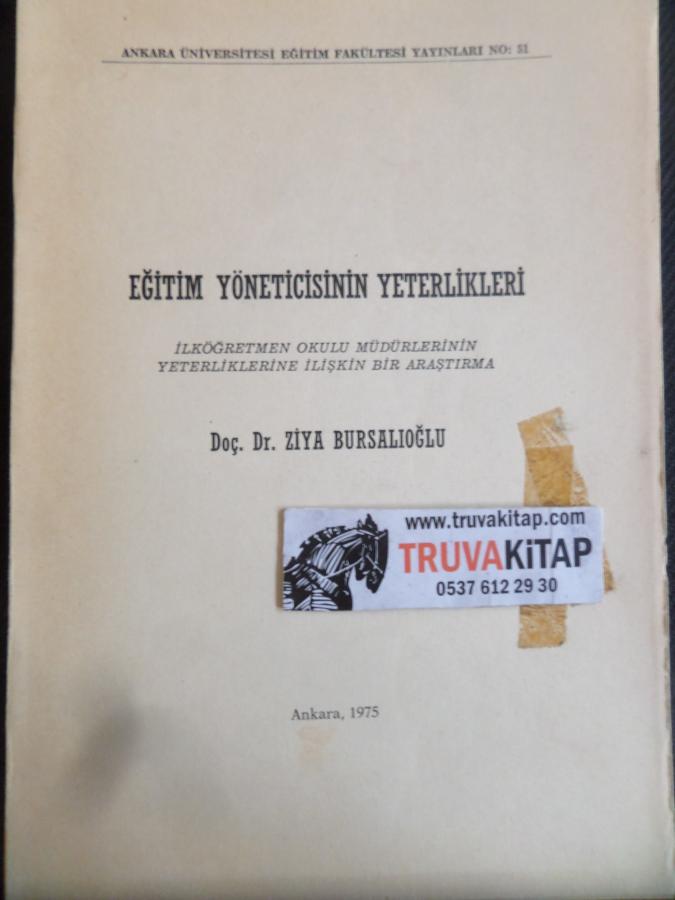 ANKARA ÜNİVERSİTESİ EĞİTİM FAKÜLTESİ YAYINLARI NO: 51
EĞİTİM YÖNETİCİSİNİN YETERLİKLERİ
İLKÖĞRETMEN OKULU MÜDÜRLERİNİN
YETERLİKLERİNE İLİŞKİN BİR ARAŞTIRMA
Doç. Dr. ZİYA BURSALIOĞLU
www.truvakitap.com
TRUVAKiTAP
0537 612 29 30
Ankara, 1975